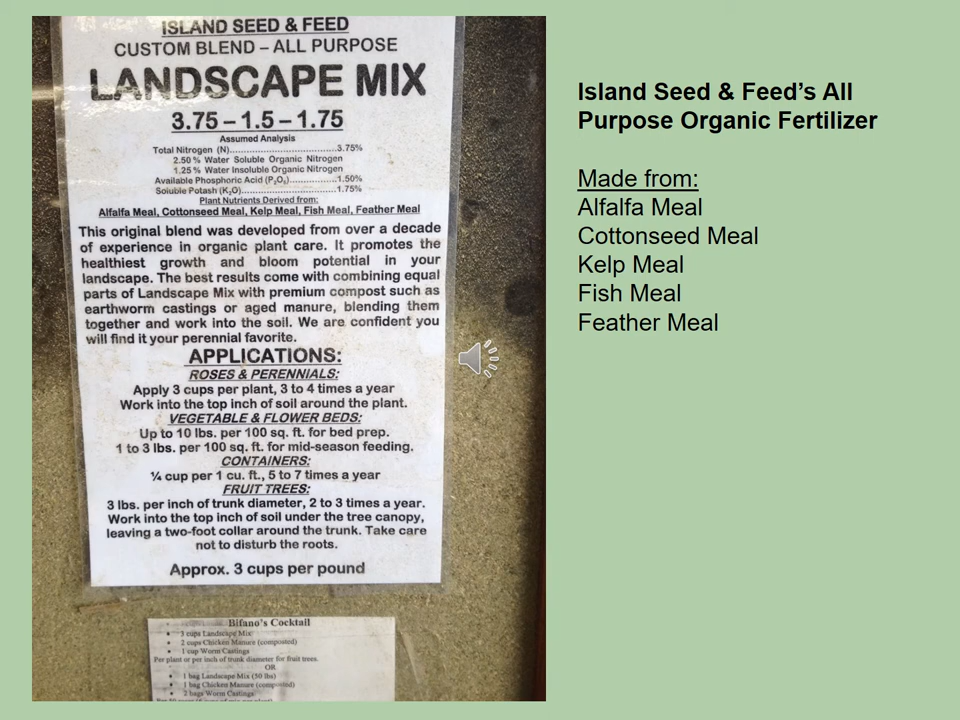 ISLAND SEED & FEED
CUSTOM BLEND – ALL PURPOSE
LANDSCAPE MIX
3.75 – 1.5 – 1.75
Assumed Analysis
Total Nitrogen (N)....................................3.75%
2.50 % Water Soluble Organic Nitrogen
1.25 % Water Insoluble Organic Nitrogen
Available Phosphoric Acid (P₂O₅)................1.50%
Soluble Potash (K₂O).........................................1.75%
Plant Nutrients Derived from:
Alfalfa Meal, Cottonseed Meal, Kelp Meal, Fish Meal, Feather Meal
This original blend was developed from over a decade
of experience in organic plant care. It promotes the
healthiest growth and bloom potential in your
landscape. The best results come with combining equal
parts of Landscape Mix with premium compost such as
earthworm castings or aged manure, blending them
together and work into the soil. We are confident you
will find it your perennial favorite.
APPLICATIONS:
ROSES & PERENNIALS:
Apply 3 cups per plant, 3 to 4 times a year
Work into the top inch of soil around the plant.
VEGETABLE & FLOWER BEDS:
Up to 10 lbs. per 100 sq. ft. for bed prep.
1 to 3 lbs. per 100 sq. ft. for mid-season feeding.
CONTAINERS:
¼ cup per 1 cu. ft., 5 to 7 times a year
FRUIT TREES:
3 lbs. per inch of trunk diameter, 2 to 3 times a year.
Work into the top inch of soil under the tree canopy,
leaving a two-foot collar around the trunk. Take care
not to disturb the roots.
Approx. 3 cups per pound
Bifano's Cocktail
• 3 cups Landscape Mix
• 2 cups Chicken Manure (composted)
• 1 cup Worm Castings
Per plant or per inch of trunk diameter for fruit trees.
OR
• 1 bag Landscape Mix (50 lbs)
• 1 bag Chicken Manure (composted)
• 2 bags Worm Castings
Island Seed & Feed’s All
Purpose Organic Fertilizer
Made from:
Alfalfa Meal
Cottonseed Meal
Kelp Meal
Fish Meal
Feather Meal